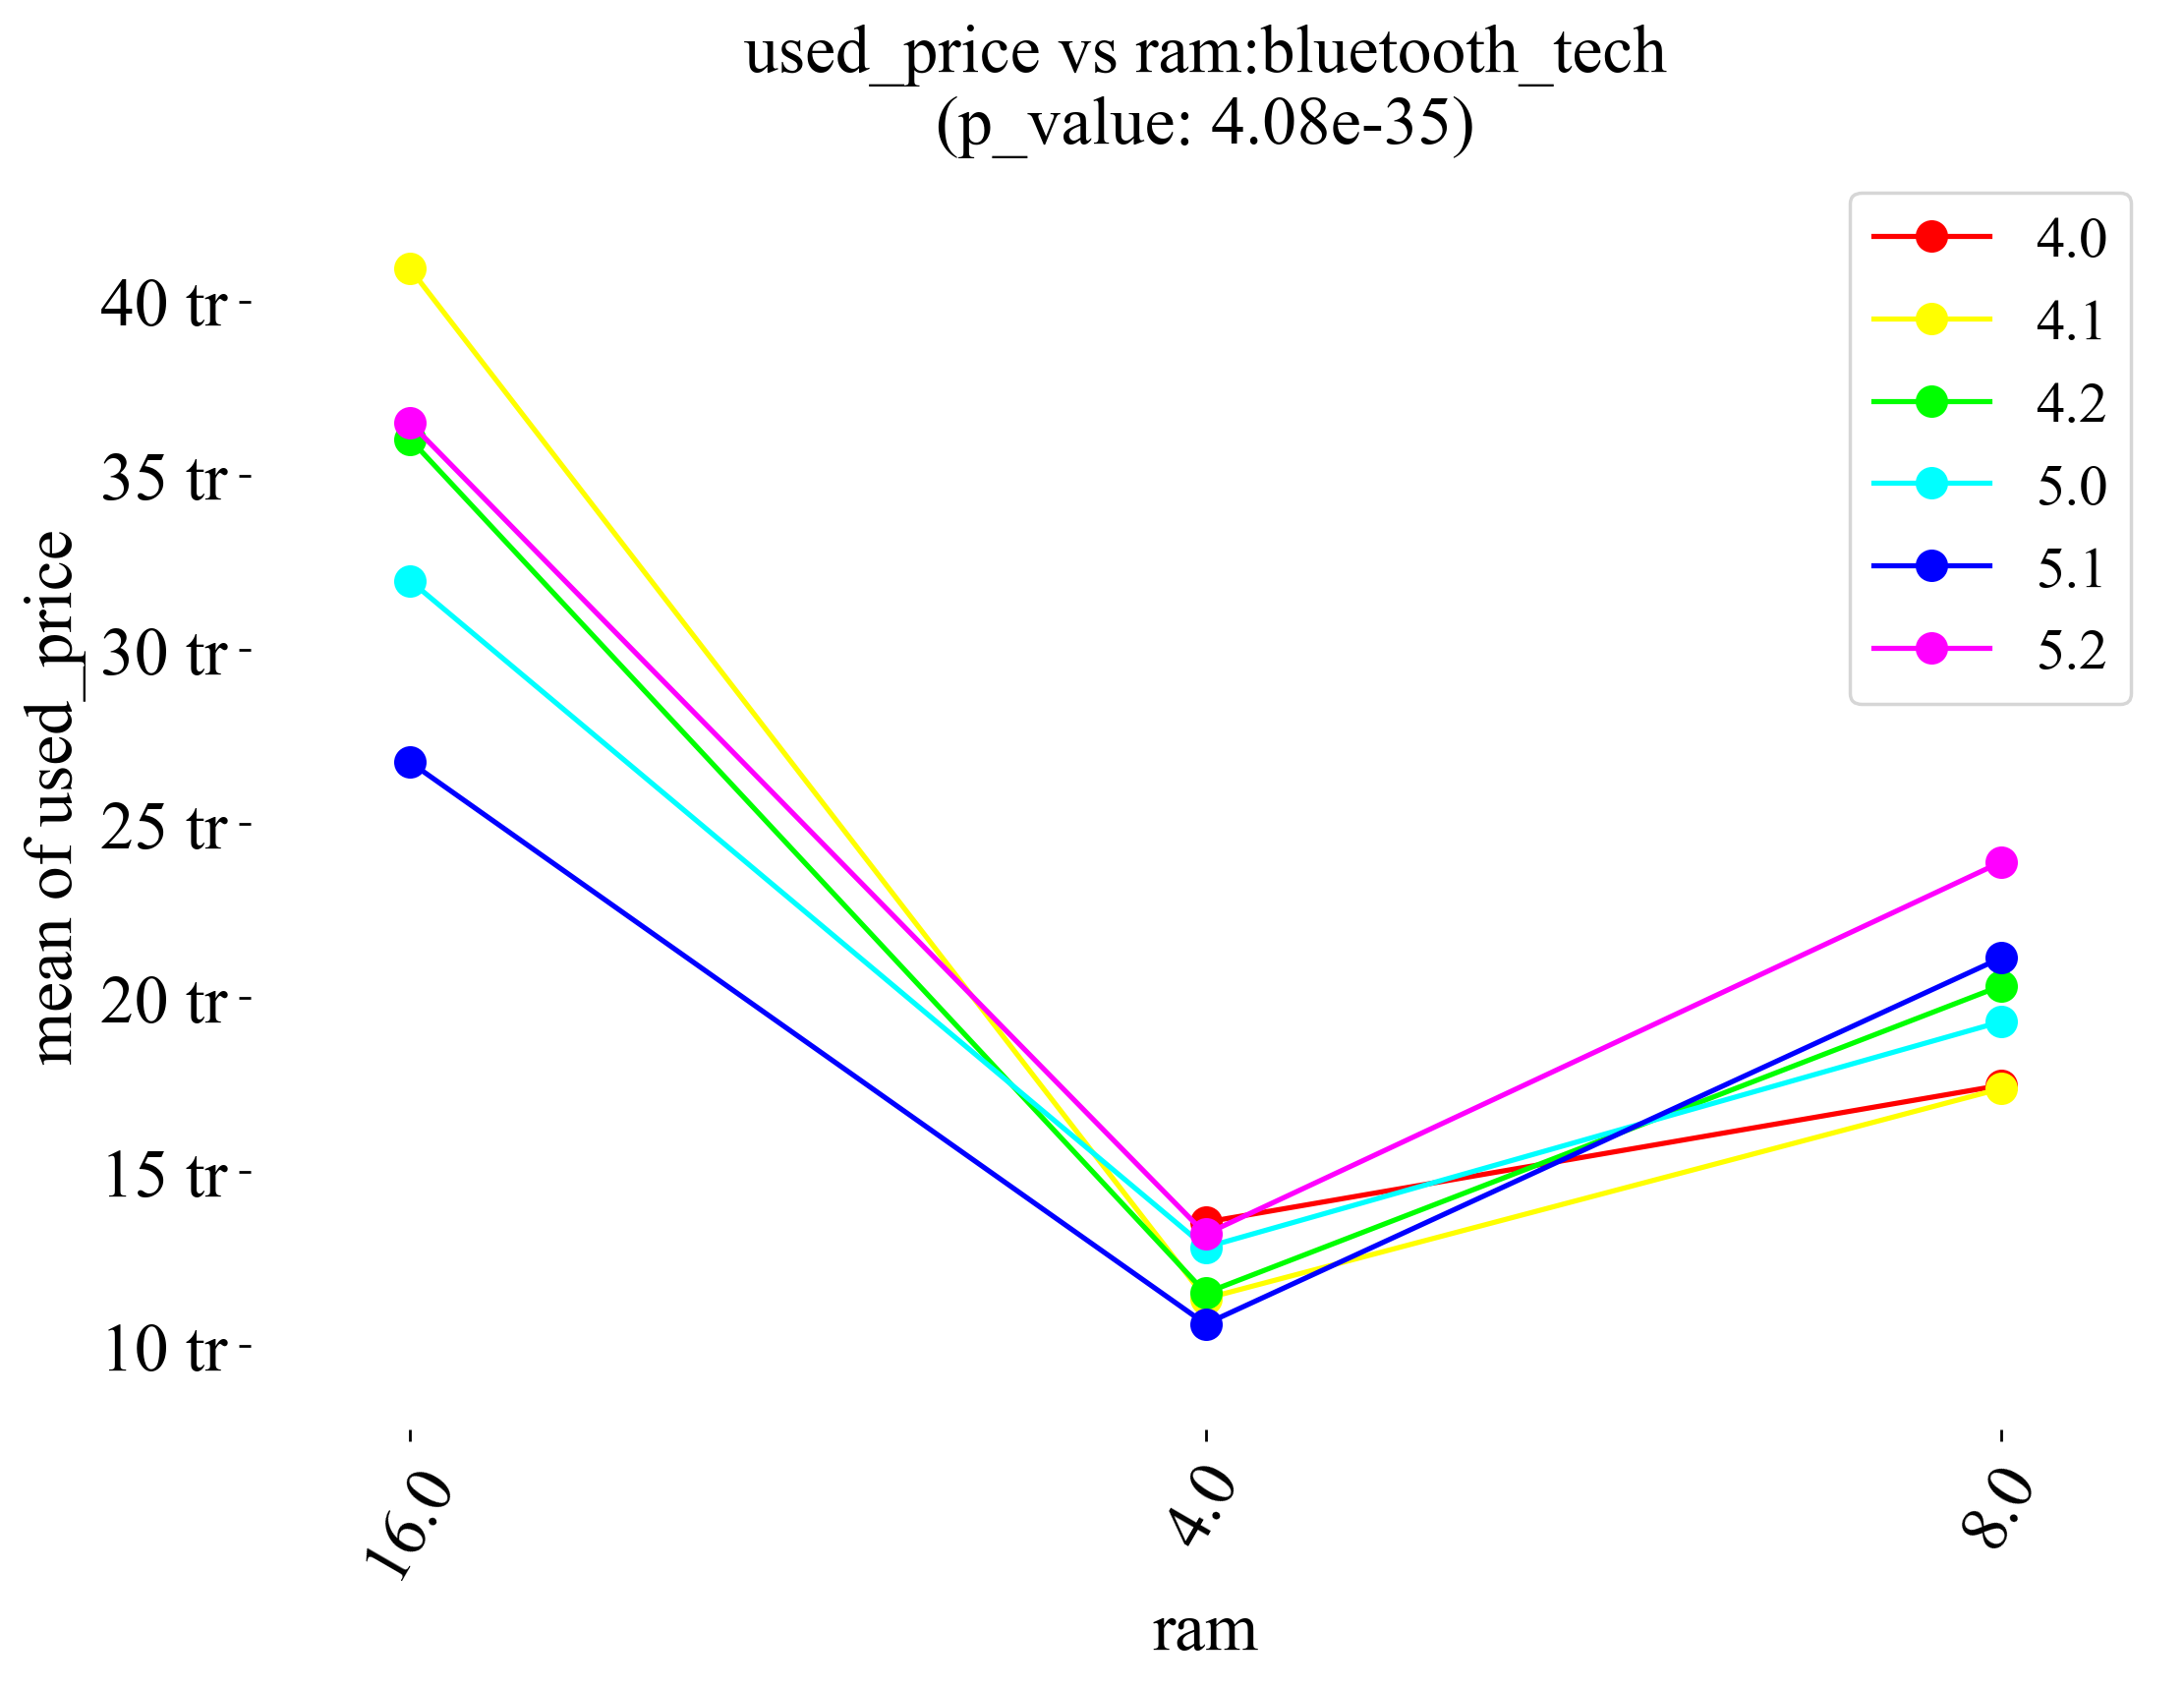 used_price vs ram:bluetooth_tech
(p_value: 4.08e-35)
4.0
4.1
4.2
5.0
5.1
5.2
mean of used_price
40 tr
35 tr
30 tr
25 tr
20 tr
15 tr
10 tr
16.0
4.0
8.0
ram